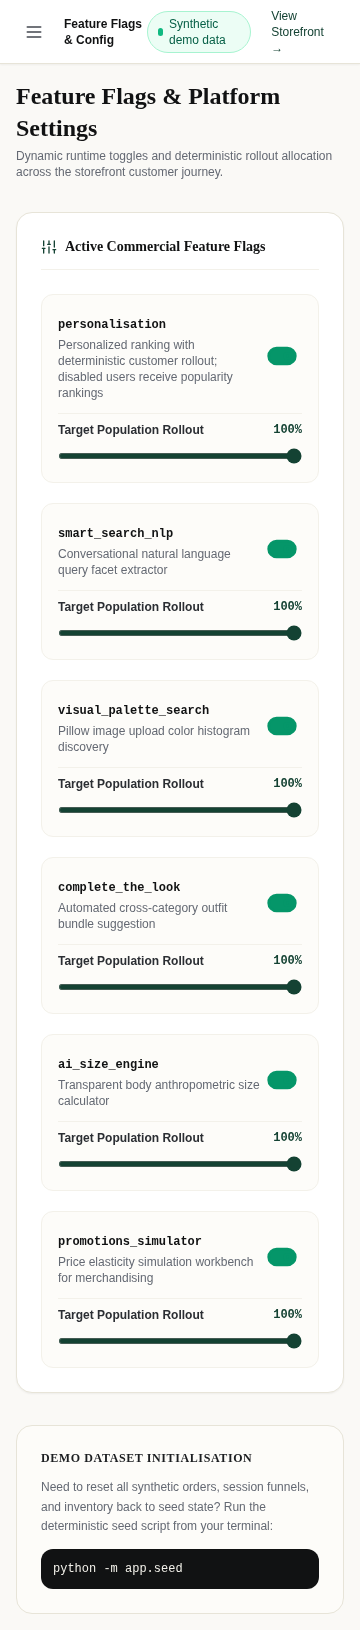 Feature Flags
& Config
Synthetic
demo data
View
Storefront
→
Feature Flags & Platform
Settings
Dynamic runtime toggles and deterministic rollout allocation
across the storefront customer journey.
Active Commercial Feature Flags
personalisation
Personalized ranking with
deterministic customer rollout;
disabled users receive popularity
rankings
Target Population Rollout 100%
smart_search_nlp
Conversational natural language
query facet extractor
Target Population Rollout 100%
visual_palette_search
Pillow image upload color histogram
discovery
Target Population Rollout 100%
complete_the_look
Automated cross-category outfit
bundle suggestion
Target Population Rollout 100%
ai_size_engine
Transparent body anthropometric size
calculator
Target Population Rollout 100%
promotions_simulator
Price elasticity simulation workbench
for merchandising
Target Population Rollout 100%
DEMO DATASET INITIALISATION
Need to reset all synthetic orders, session funnels,
and inventory back to seed state? Run the
deterministic seed script from your terminal:
python -m app.seed